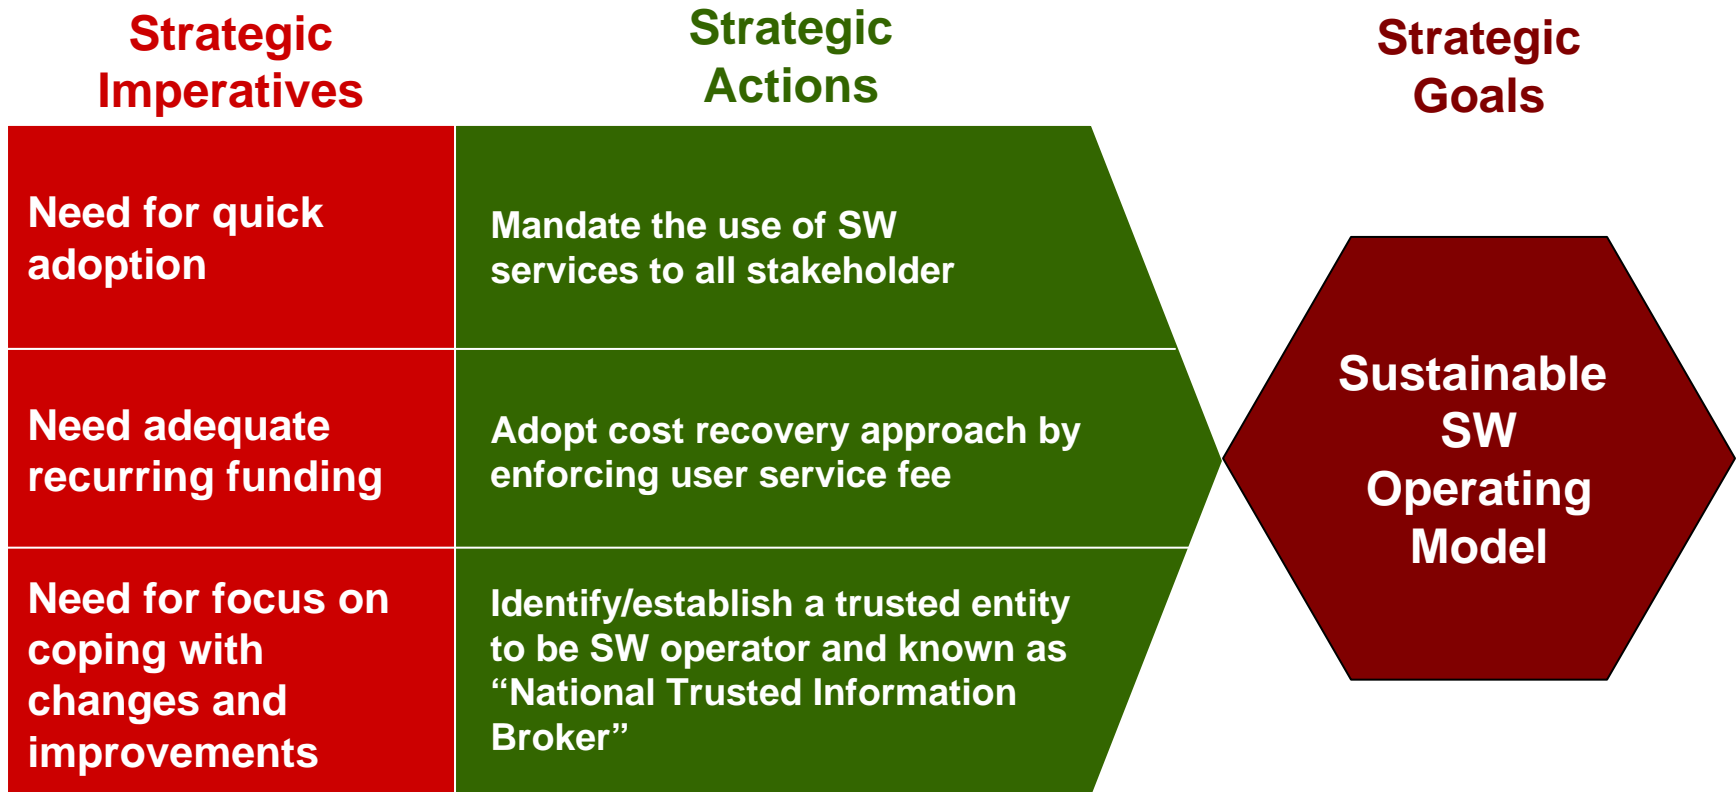 Strategic
Imperatives
Strategic
Actions
Strategic
Goals
Need for quick
adoption
Mandate the use of SW
services to all stakeholder
Need adequate
recurring funding
Adopt cost recovery approach by
enforcing user service fee
Need for focus on
coping with
changes and
improvements
Identify/establish a trusted entity
to be SW operator and known as
“National Trusted Information
Broker”
Sustainable
SW
Operating
Model